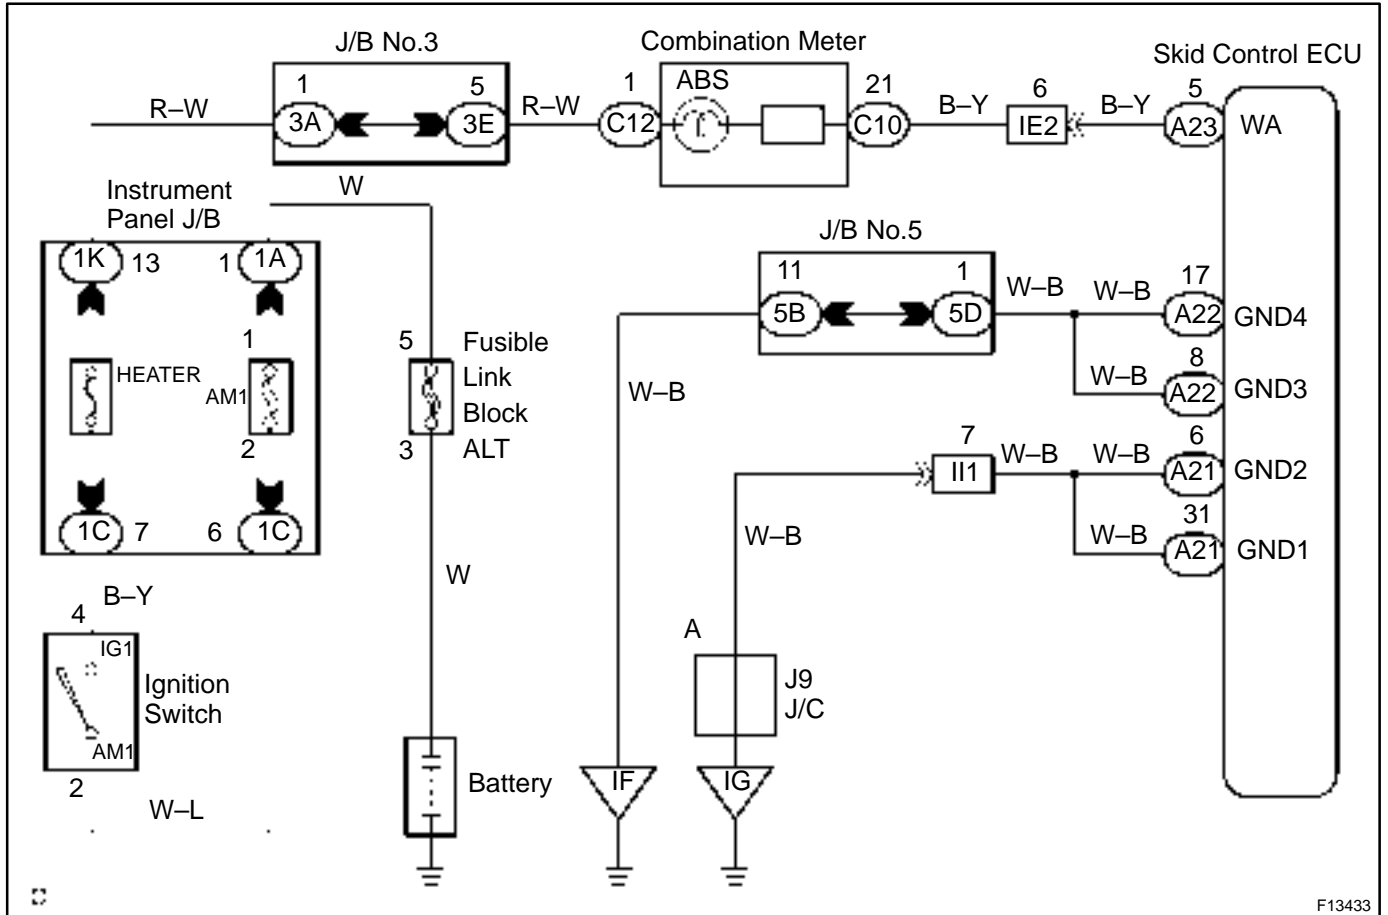 J/B No.3
Combination Meter
Skid Control ECU
1
5
1
ABS
21
6
5
R–W
3A
3E
R–W
C12
C10
B–Y
IE2
B–Y
A23
WA
W
Instrument
Panel J/B
J/B No.5
1K
13
1
1A
11
1
W–B
W–B
17
5B
5D
A22
GND4
1
5
Fusible
8
HEATER
Link
W–B
A22
GND3
AM1
W–B
Block
2
3
ALT
7
6
II1
W–B
W–B
A21
GND2
1C
7
6
1C
31
W–B
W–B
A21
GND1
W
B–Y
4
A
IG1
Ignition
Switch
J9
J/C
AM1
2
Battery
IF
IG
W–L
F13433